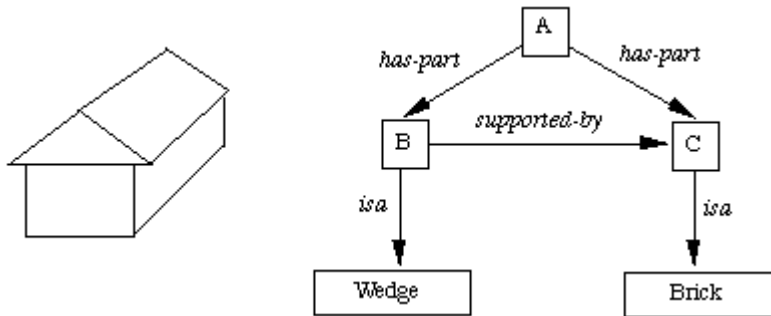 A
has-part
has-part
supported-by
B
C
isa
isa
Wedge
Brick